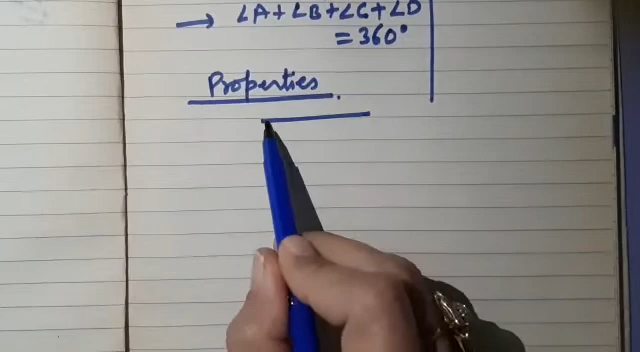 → ∠A + ∠B + ∠C + ∠D
= 360°
Properties.